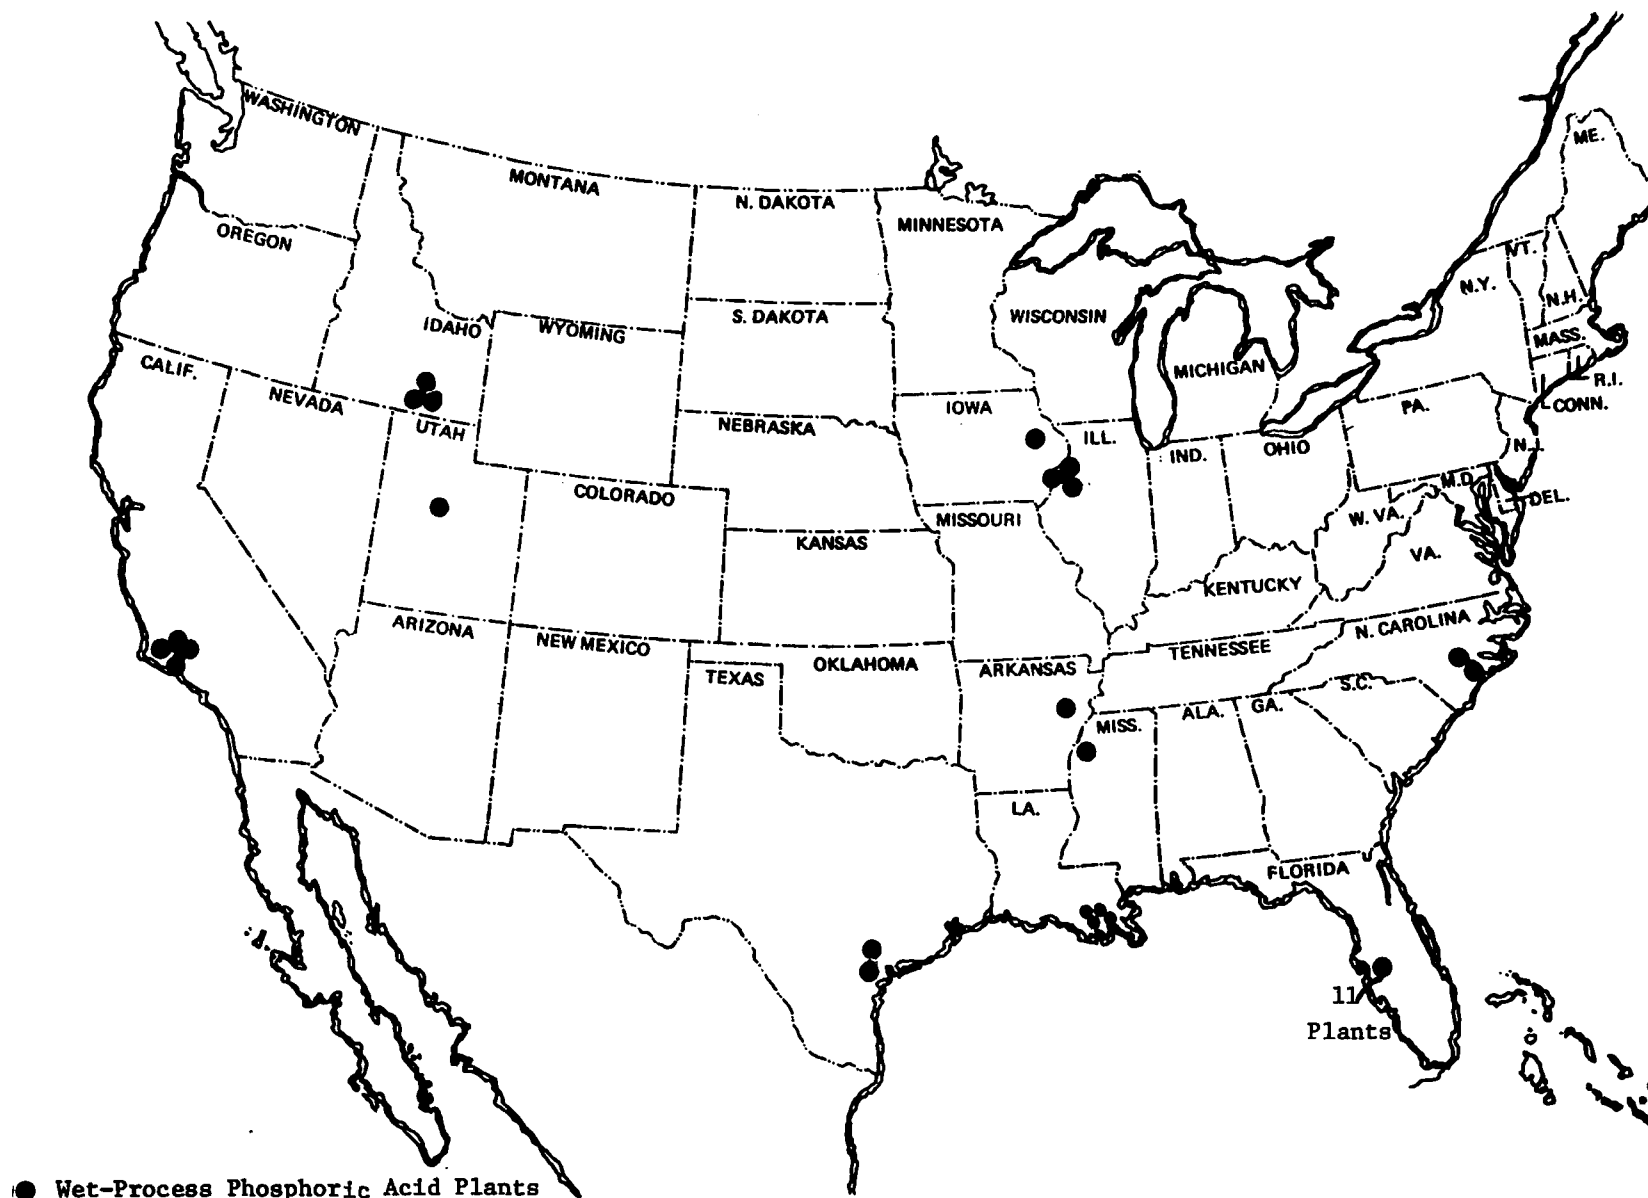 WASHINGTON
ME.
MONTANA
N. DAKOTA
MINNESOTA
OREGON
VT.
N.Y.
N.H.
IDAHO
WYOMING
S. DAKOTA
WISCONSIN
MASS.
CALIF.
MICHIGAN
R.I.
NEVADA
IOWA
PA.
CONN.
UTAH
NEBRASKA
ILL.
IND.
OHIO
N.J.
M.D.
COLORADO
DEL.
MISSOURI
W. VA.
KANSAS
VA.
KENTUCKY
ARIZONA
NEW MEXICO
N. CAROLINA
TENNESSEE
OKLAHOMA
ARKANSAS
TEXAS
S.C.
MISS.
ALA.
GA.
LA.
FLORIDA
11
Plants
Wet-Process Phosphoric Acid Plants